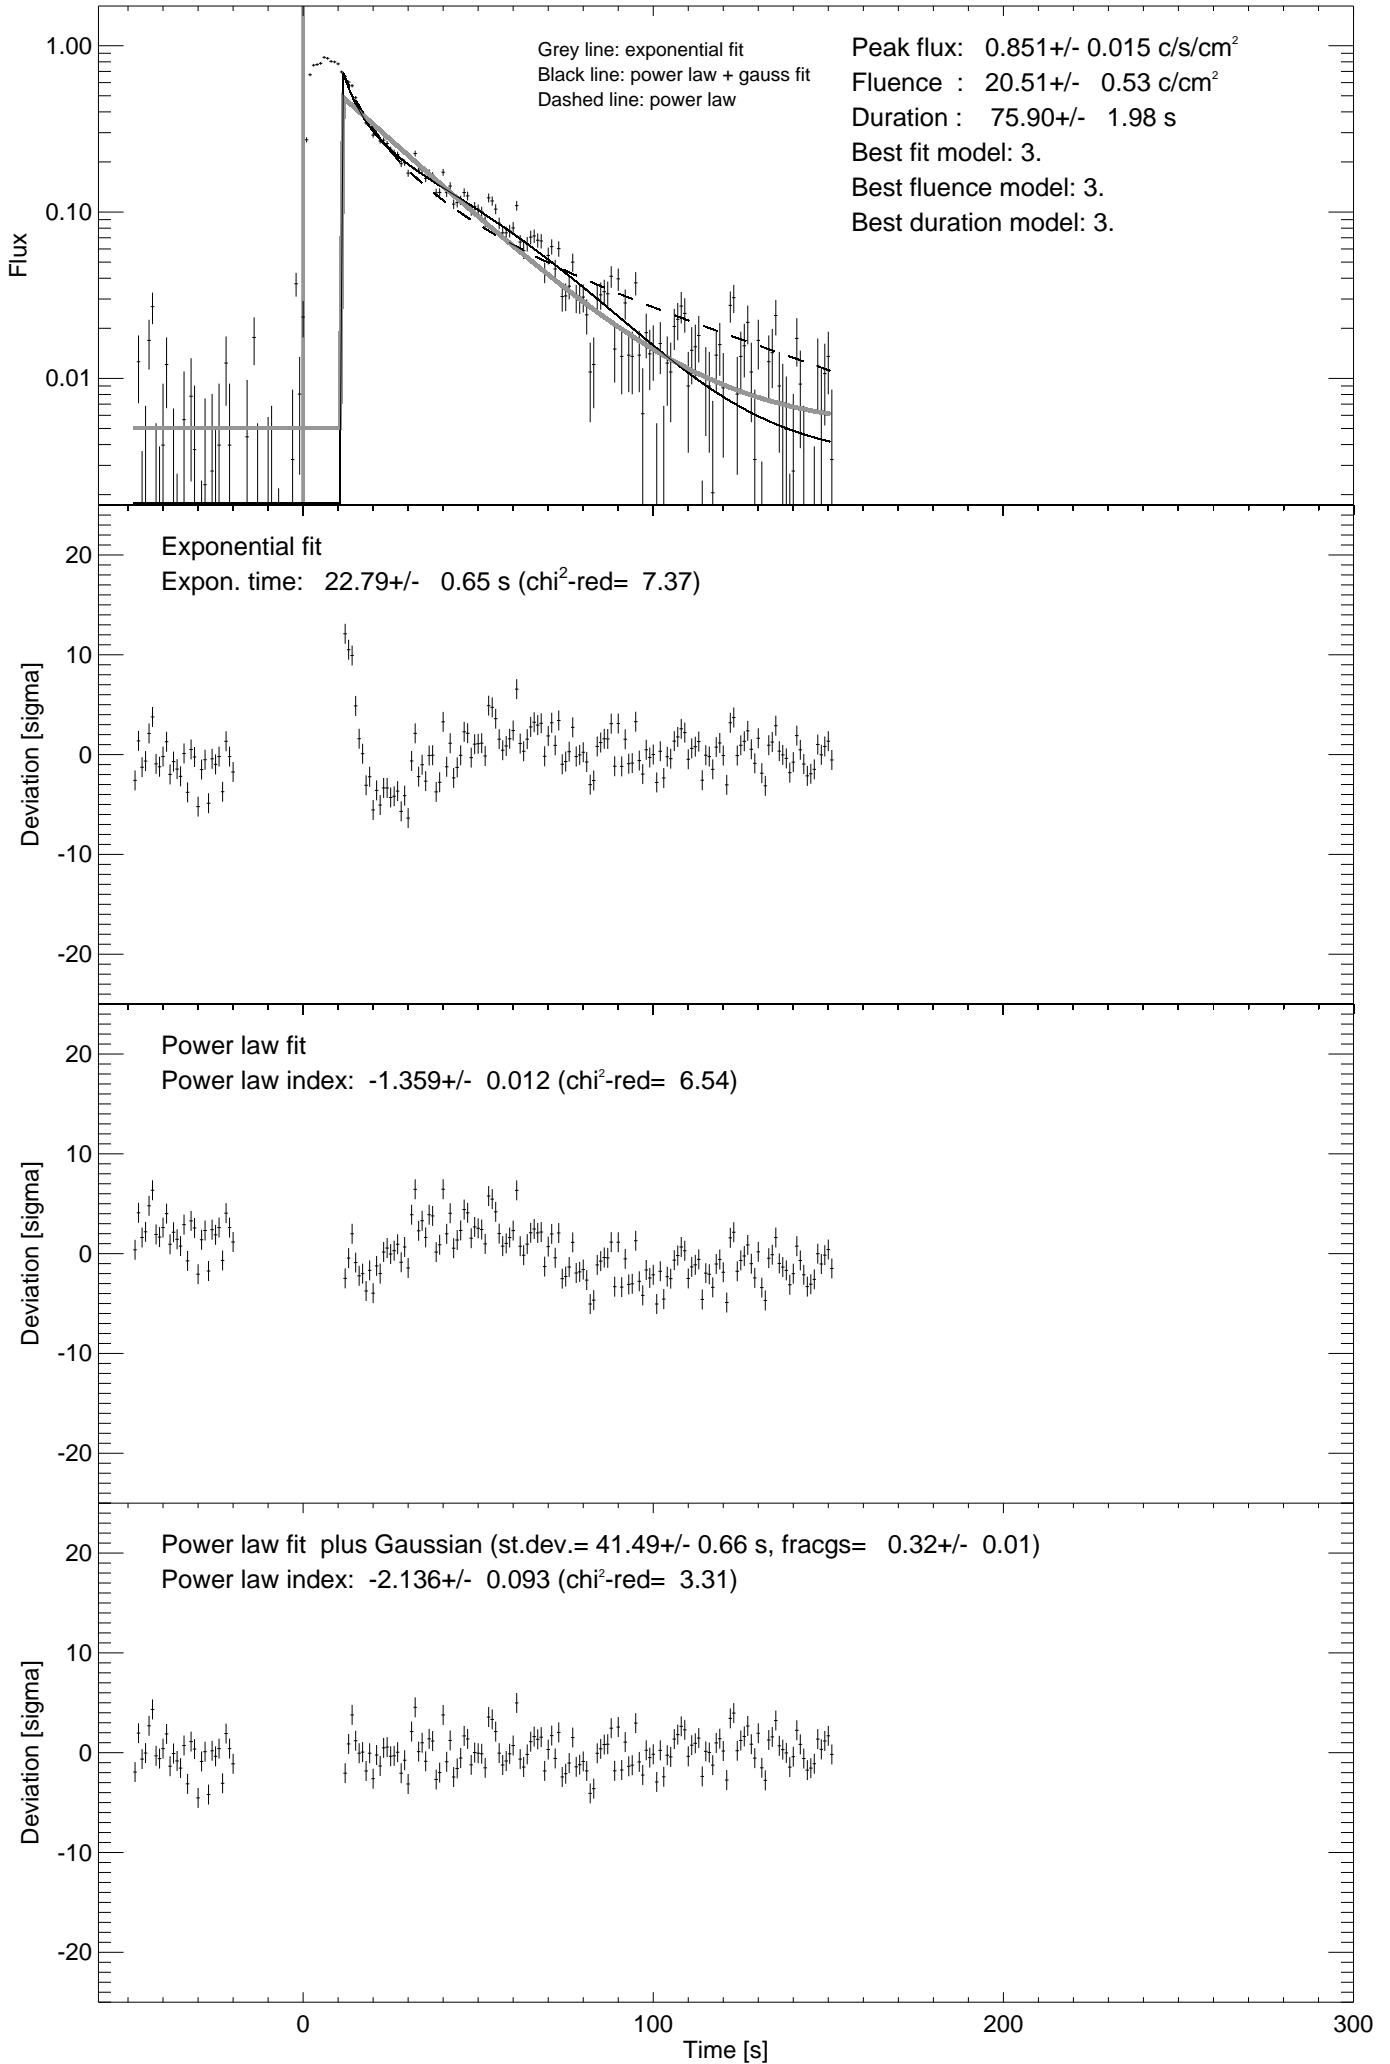 Grey line: exponential fit
Black line: power law + gauss fit
Dashed line: power law
Peak flux: 0.851+/- 0.015 c/s/cm²
Fluence : 20.51+/- 0.53 c/cm²
Duration : 75.90+/- 1.98 s
Best fit model: 3.
Best fluence model: 3.
Best duration model: 3.
Flux
1.00
0.10
0.01
Exponential fit
Expon. time: 22.79+/- 0.65 s (chi²-red= 7.37)
Deviation [sigma]
20
10
0
-10
-20
Power law fit
Power law index: -1.359+/- 0.012 (chi²-red= 6.54)
Deviation [sigma]
20
10
0
-10
-20
Power law fit plus Gaussian (st.dev.= 41.49+/- 0.66 s, fracgs= 0.32+/- 0.01)
Power law index: -2.136+/- 0.093 (chi²-red= 3.31)
Deviation [sigma]
20
10
0
-10
-20
0 100 200 300
Time [s]